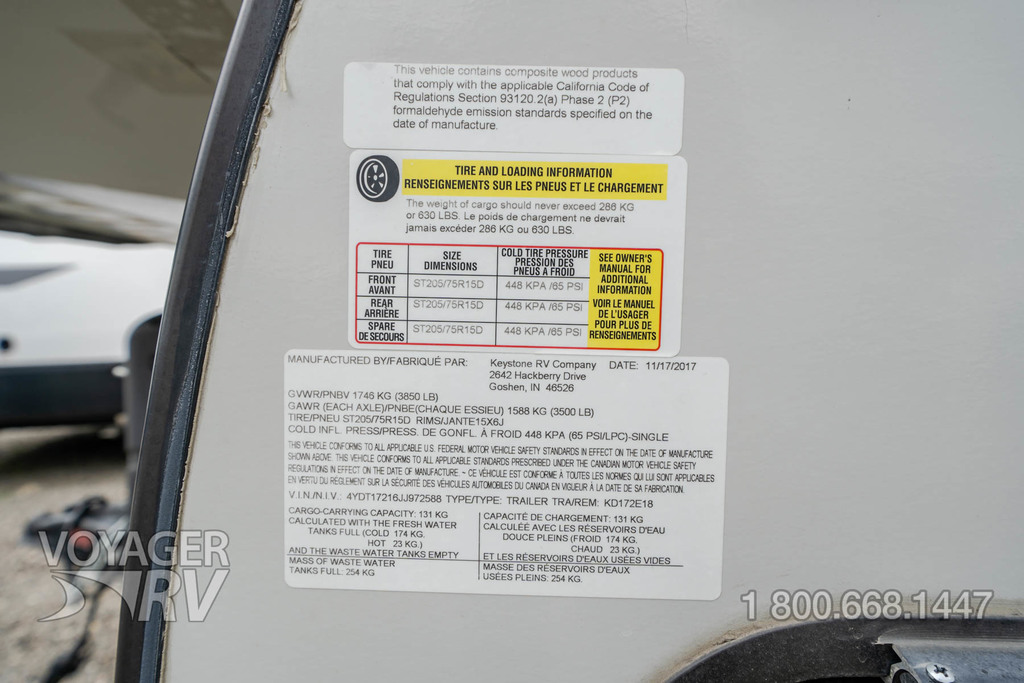 This vehicle contains composite wood products
that comply with the applicable California Code of
Regulations Section 93120.2(a) Phase 2 (P2)
formaldehyde emission standards specified on the
date of manufacture.
TIRE AND LOADING INFORMATION
RENSEIGNEMENTS SUR LES PNEUS ET LE CHARGEMENT
The weight of cargo should never exceed 286 KG
or 630 LBS. Le poids de chargement ne devrait
jamais excéder 286 KG ou 630 LBS.
TIRE
PNEU
SIZE
DIMENSIONS
COLD TIRE PRESSURE
PRESSION DES
PNEUS A FROID
FRONT
AVANT
ST205/75R15D
448 KPA /65 PSI
REAR
ARRIÈRE
ST205/75R15D
448 KPA /65 PSI
SPARE
DE SECOURS
ST205/75R15D
448 KPA /65 PSI
SEE OWNER'S
MANUAL FOR
ADDITIONAL
INFORMATION
VOIR LE MANUEL
DE L'USAGER
POUR PLUS DE
RENSEIGNEMENTS
MANUFACTURED BY/FABRIQUÉ PAR: Keystone RV Company DATE: 11/17/2017
2642 Hackberry Drive
Goshen, IN 46526
GVWR/PNBV 1746 KG (3850 LB)
GAWR (EACH AXLE)/PNBE(CHAQUE ESSIEU) 1588 KG (3500 LB)
TIRE/PNEU ST205/75R15D RIMS/JANTE15X6J
COLD INFL. PRESS/PRESS. DE GONFL. À FROID 448 KPA (65 PSI/LPC)-SINGLE
THIS VEHICLE CONFORMS TO ALL APPLICABLE U.S. FEDERAL MOTOR VEHICLE SAFETY STANDARDS IN EFFECT ON THE DATE OF MANUFACTURE
SHOWN ABOVE. THIS VEHICLE CONFORMS TO ALL APPLICABLE STANDARDS PRESCRIBED UNDER THE CANADIAN MOTOR VEHICLE SAFETY
REGULATIONS IN EFFECT ON THE DATE OF MANUFACTURE. ~ CE VÉHICULE EST CONFORME À TOUTES LES NORMES QUI LUI SONT APPLICABLES
EN VERTU DU RÈGLEMENT SUR LA SÉCURITÉ DES VÉHICULES AUTOMOBILES DU CANADA EN VIGUEUR À LA DATE DE SA FABRICATION.
V.I.N./N.I.V.: 4YDT17216JJ972588 TYPE/TYPE: TRAILER TRA/REM: KD172E18
CARGO-CARRYING CAPACITY: 131 KG
CALCULATED WITH THE FRESH WATER
TANKS FULL (COLD 174 KG.
HOT 23 KG.)
AND THE WASTE WATER TANKS EMPTY
MASS OF WASTE WATER
TANKS FULL: 254 KG
CAPACITÉ DE CHARGEMENT: 131 KG
CALCULÉE AVEC LES RÉSERVOIRS D'EAU
DOUCE PLEINS (FROID 174 KG.
CHAUD 23 KG.)
ET LES RÉSERVOIRS D'EAUX USÉES VIDES
MASSE DES RÉSERVOIRS D'EAUX
USÉES PLEINS: 254 KG.
VOYAGER
RV
1 800.668.1447